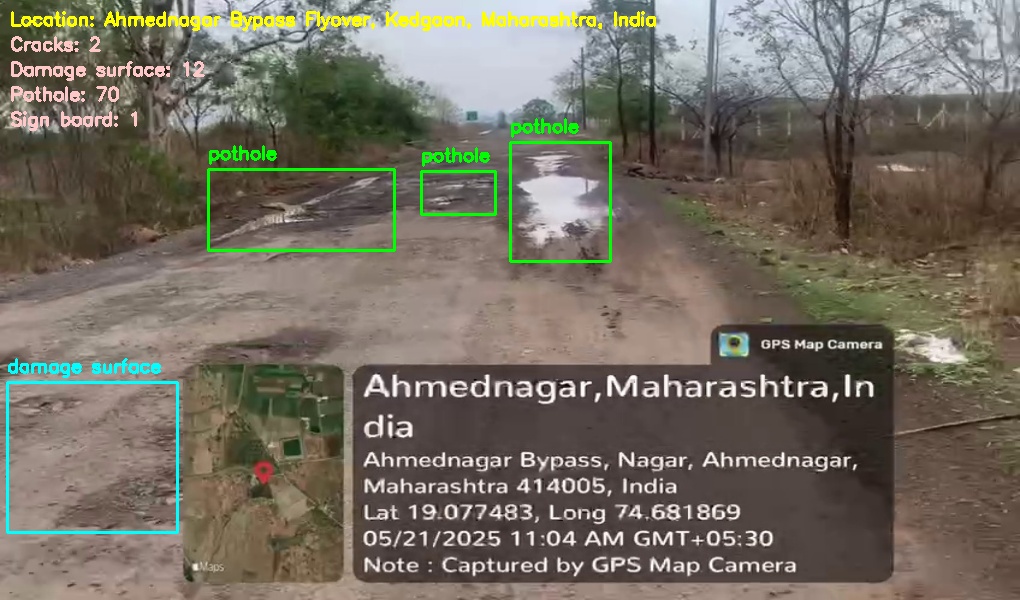 Location: Ahmednagar Bypass Flyover, Kedgaon, Maharashtra, India
Cracks: 2
Damage surface: 12
Pothole: 70
Sign board: 1
pothole
pothole
pothole
damage surface
GPS Map Camera
Ahmednagar,Maharashtra,In
dia
Ahmednagar Bypass, Nagar, Ahmednagar,
Maharashtra 414005, India
Lat 19.077483, Long 74.681869
05/21/2025 11:04 AM GMT+05:30
Note : Captured by GPS Map Camera
Maps